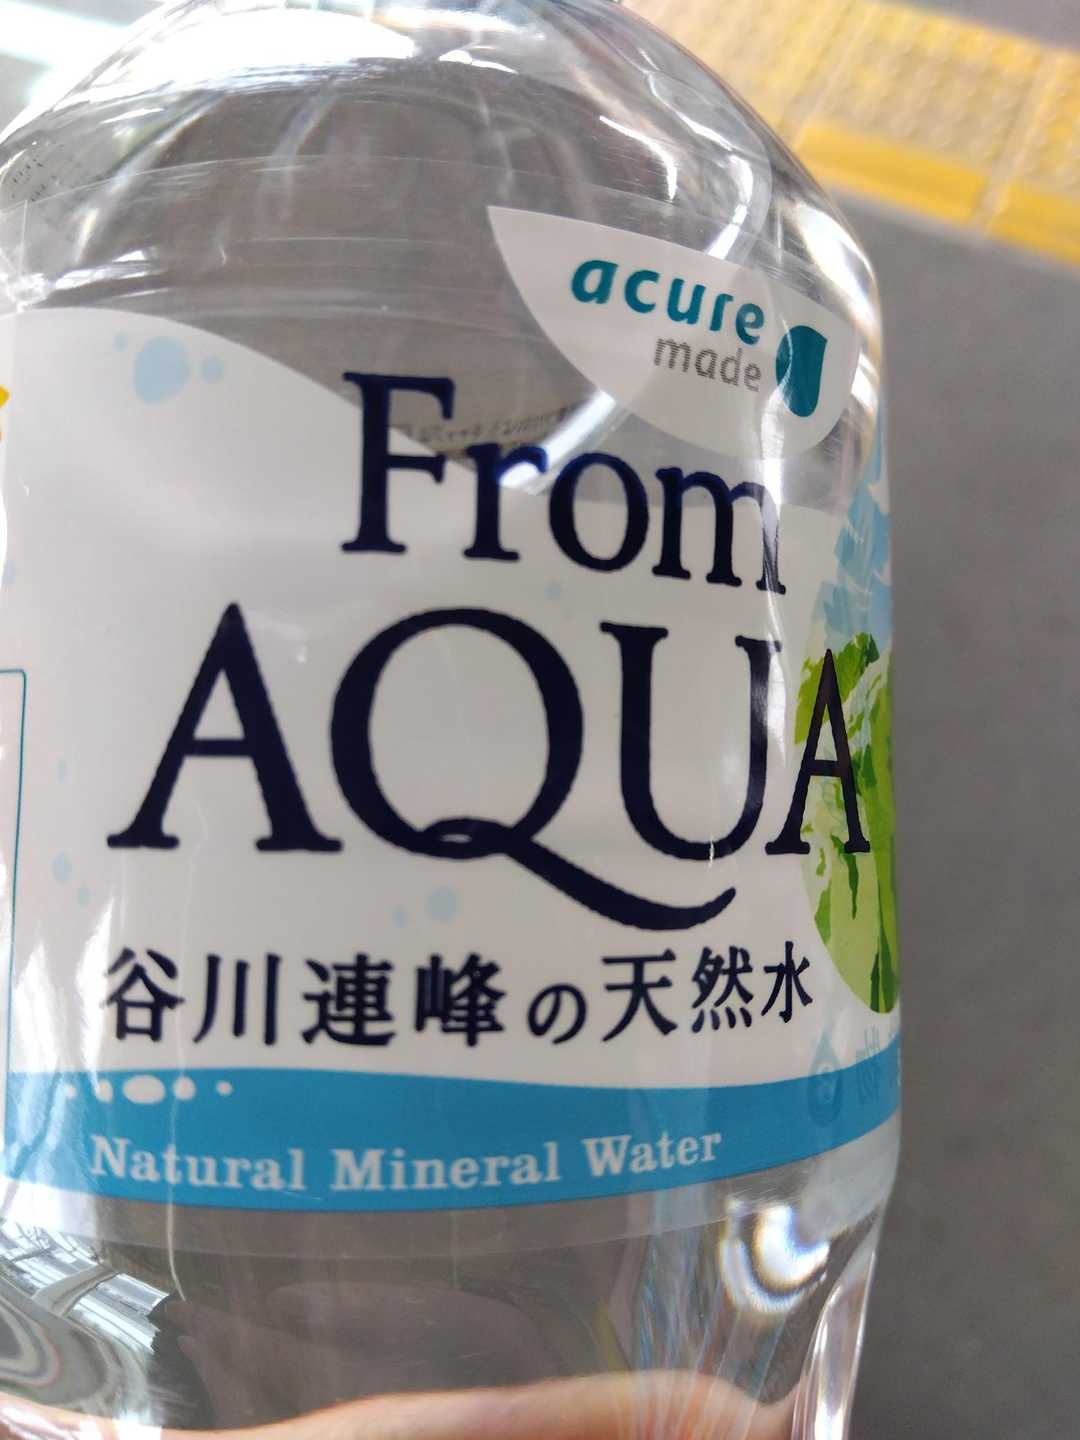 acure
made
From
AQUA
谷川連峰の天然水
Natural Mineral Water